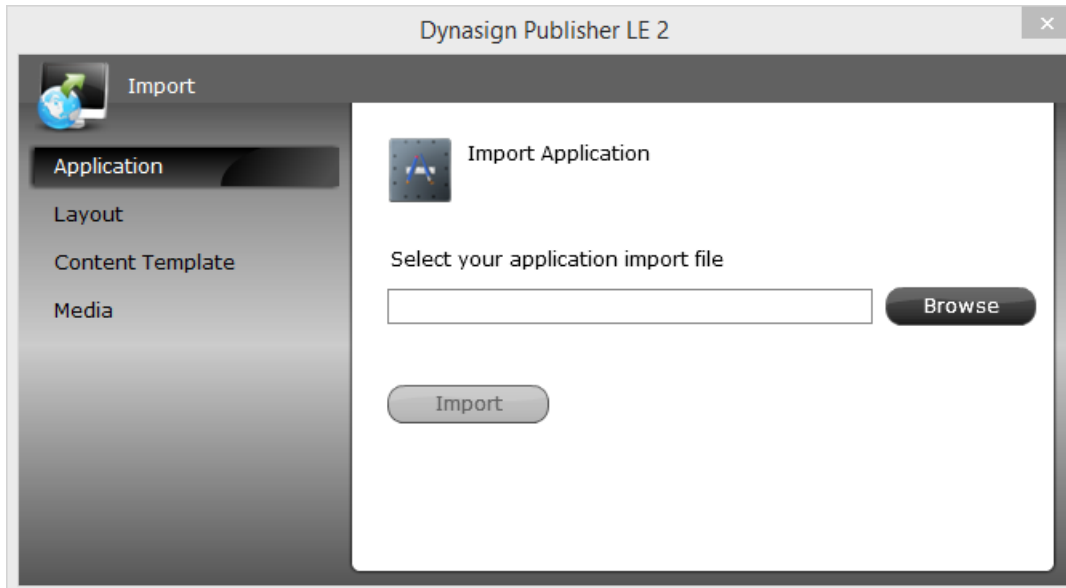 Dynasign Publisher LE 2
Import
Application
Layout
Content Template
Media
Import Application
Select your application import file
Browse
Import